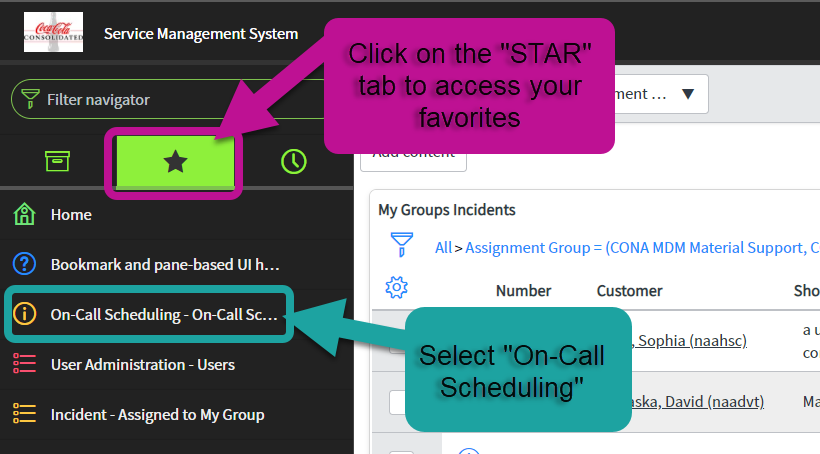 Coca-Cola
CONSOLIDATED
Service Management System
Click on the "STAR"
tab to access your
favorites
Filter navigator
ment ...
Add content
Home
My Groups Incidents
All > Assignment Group = (CONA MDM Material Support, C
Bookmark and pane-based UI h...
Number Customer Sho
On-Call Scheduling - On-Call Sc...
Select "On-Call
Scheduling"
, Sophia (naahsc)
a u
co
User Administration - Users
aska, David (naadvt)
Ma
Incident - Assigned to My Group